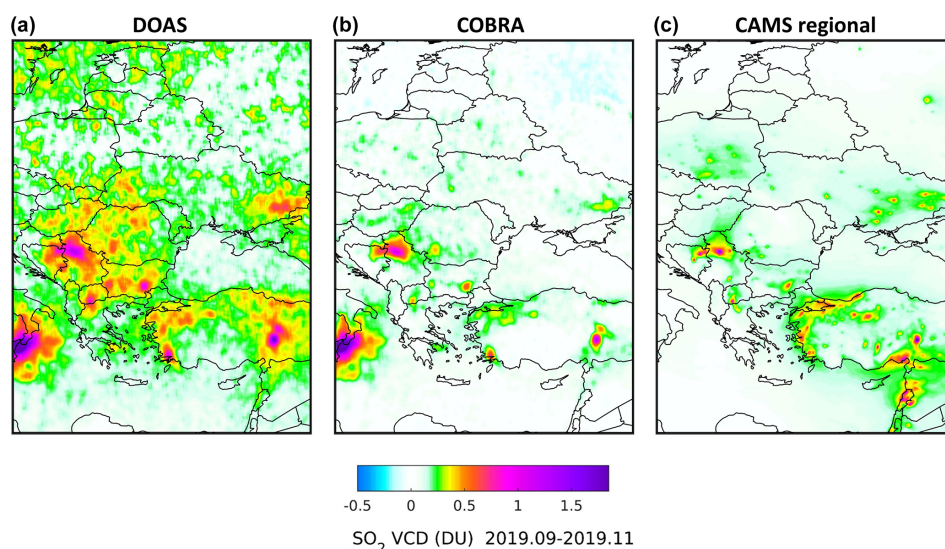 (a) DOAS (b) COBRA (c) CAMS regional
-0.5 0 0.5 1 1.5
SO₂ VCD (DU) 2019.09-2019.11